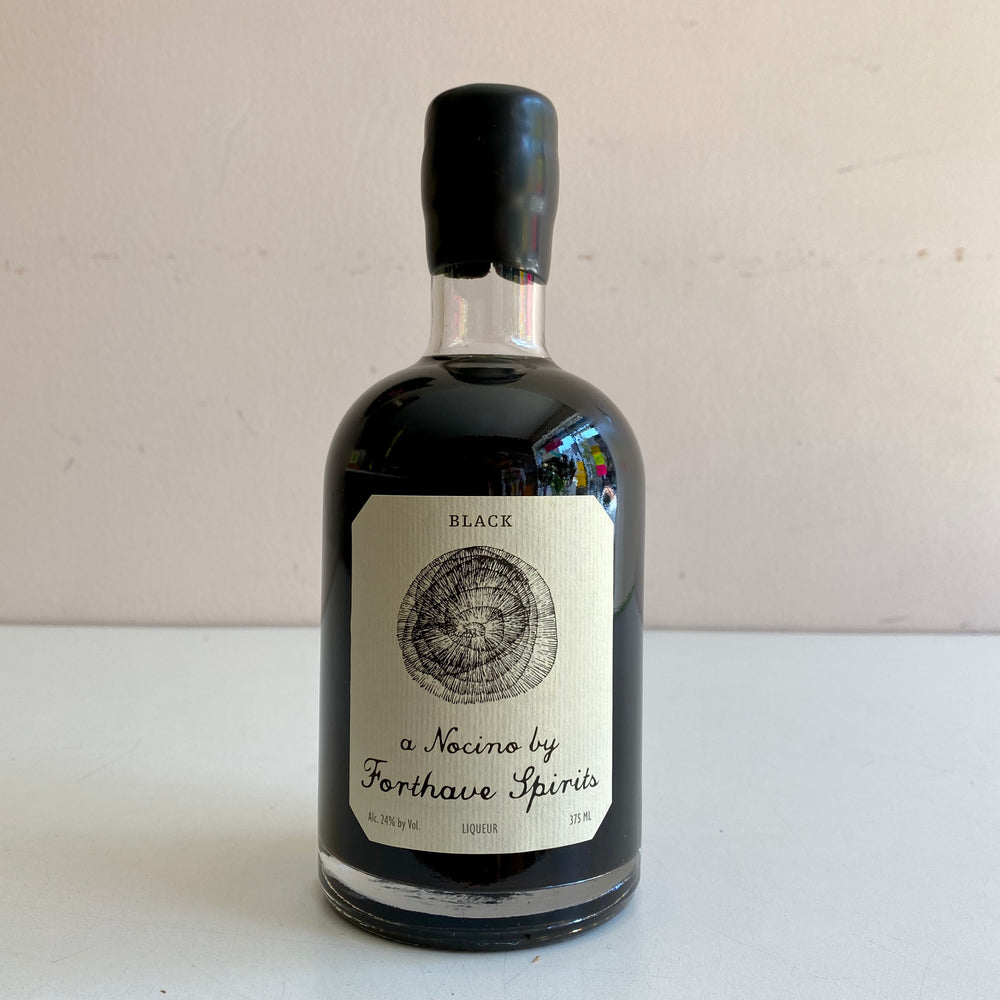 BLACK
a Nocino by
Forthave Spirits
Alc. 24% by Vol. LIQUEUR 375 ML